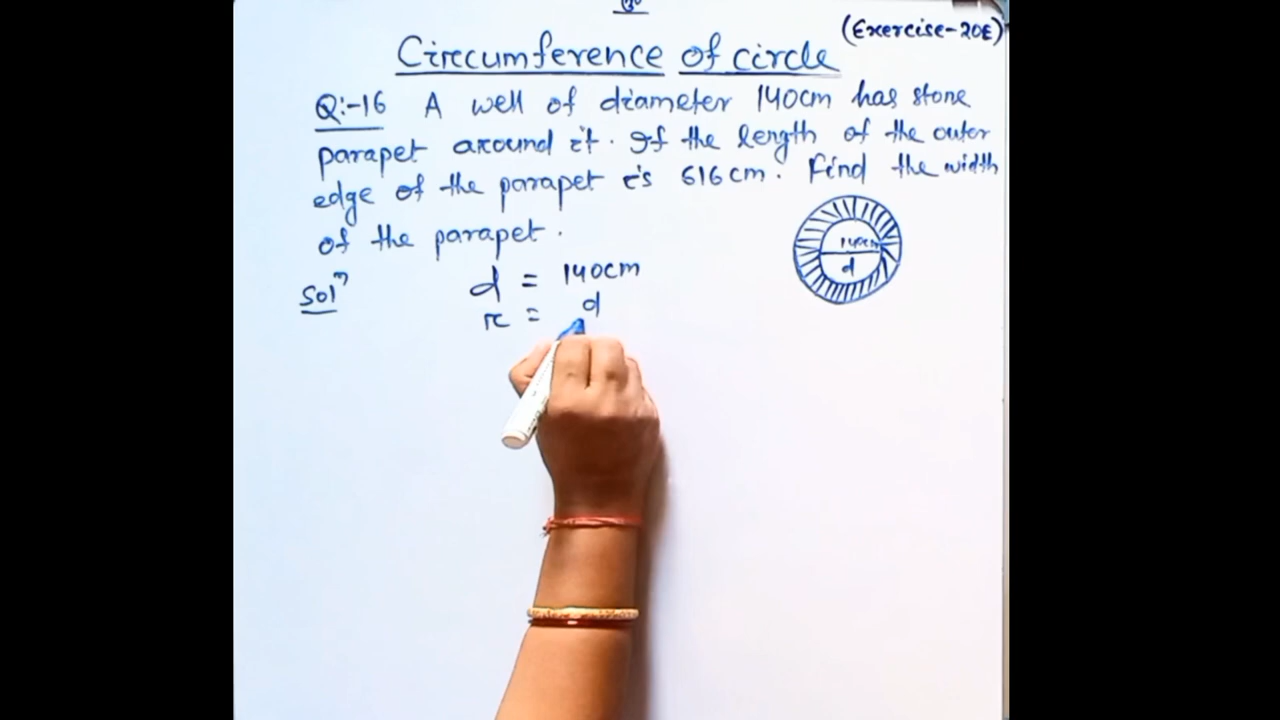 (Exercise-20E)
Circumference of circle
Q:-16 A well of diameter 140cm has stone
parapet around it. If the length of the outer
edge of the parapet is 616cm. Find the width
of the parapet.
140cm
d
Solⁿ
d = 140cm
r = d